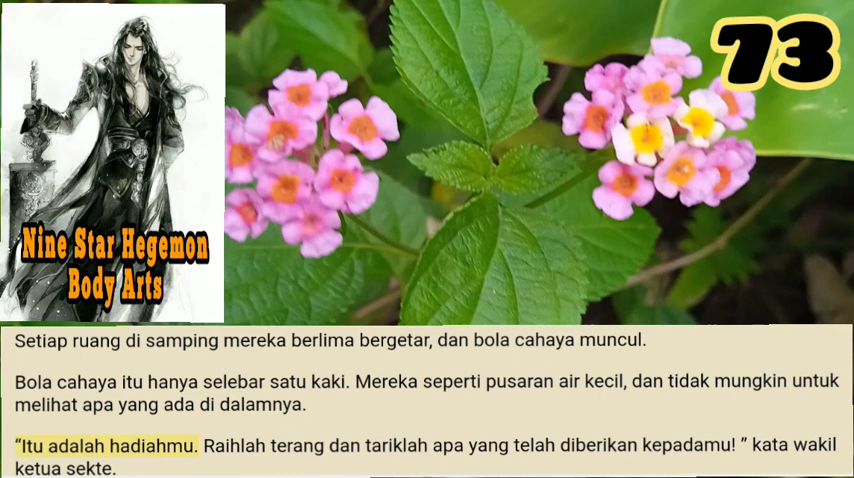 73
Nine Star Hegemon
Body Arts
Setiap ruang di samping mereka berlima bergetar, dan bola cahaya muncul.
Bola cahaya itu hanya selebar satu kaki. Mereka seperti pusaran air kecil, dan tidak mungkin untuk
melihat apa yang ada di dalamnya.
“Itu adalah hadiahmu. Raihlah terang dan tariklah apa yang telah diberikan kepadamu! ” kata wakil
ketua sekte.